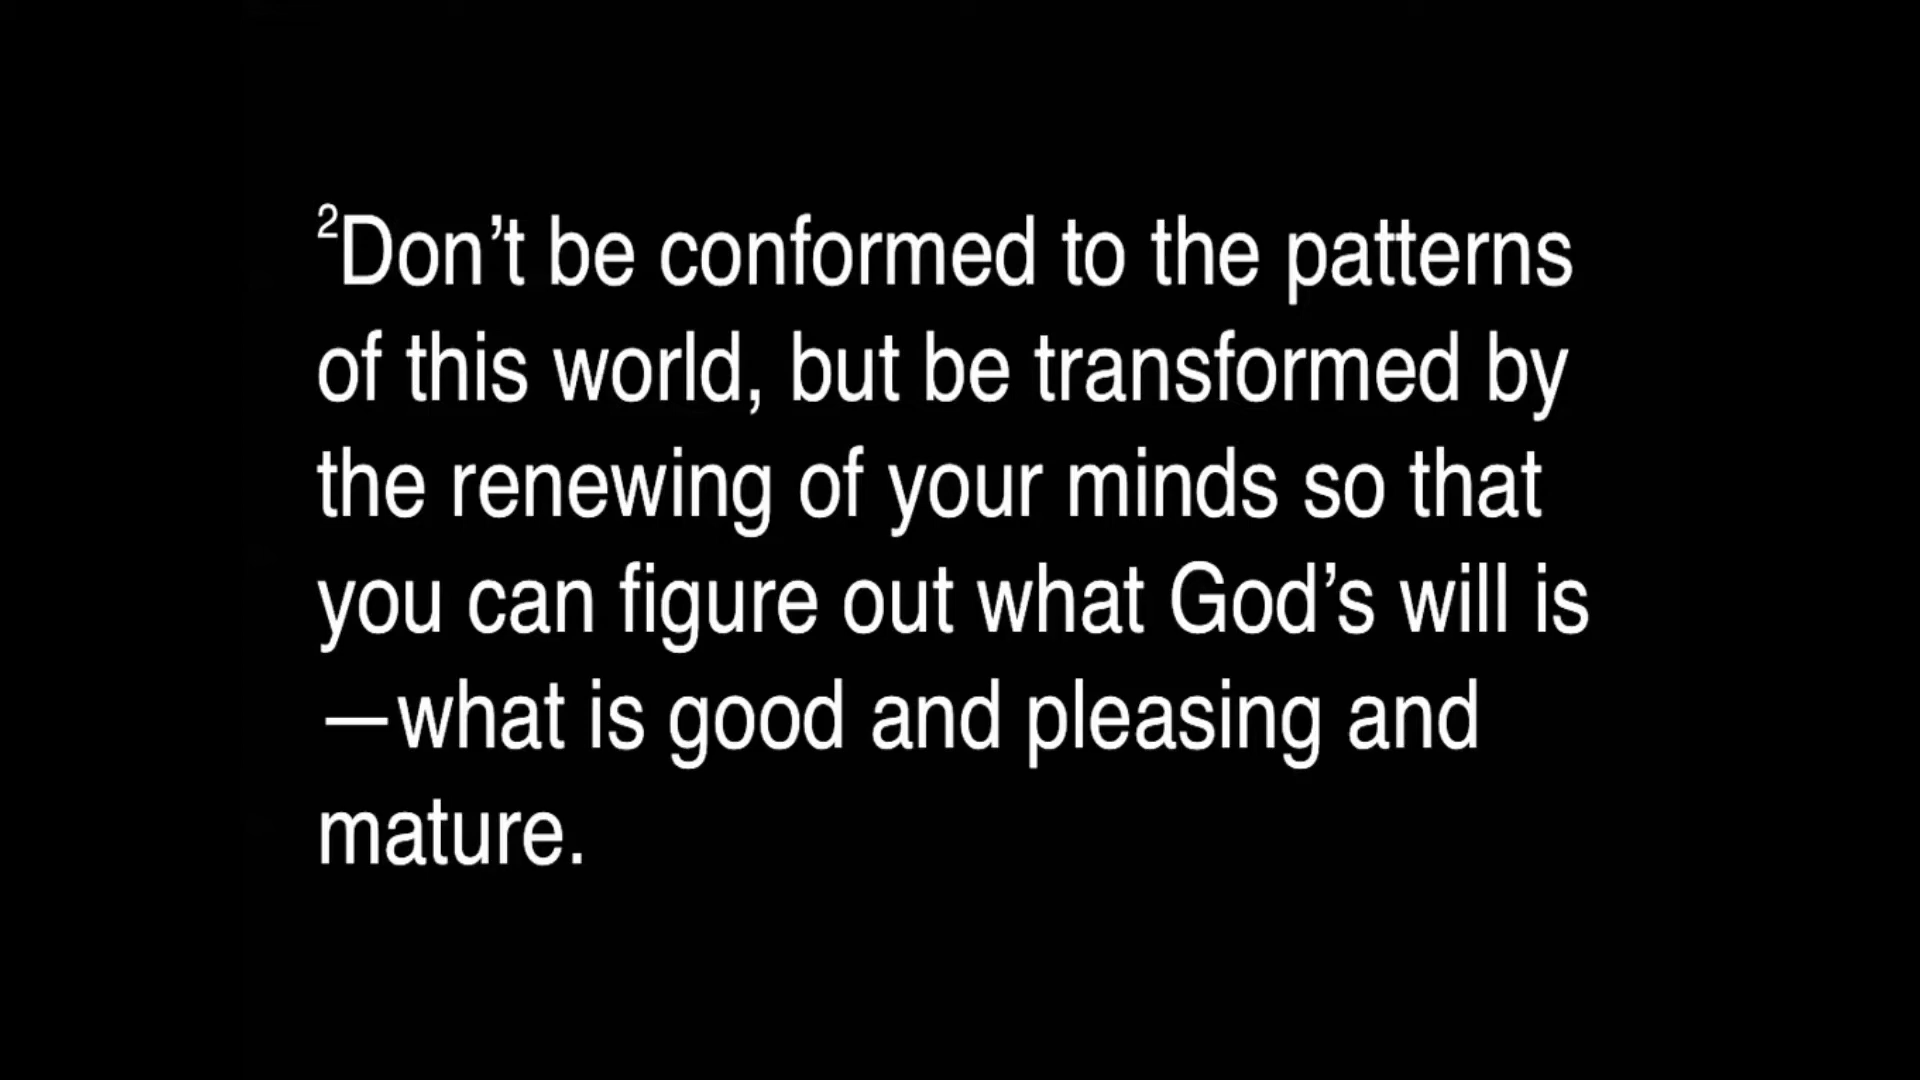 ²Don’t be conformed to the patterns
of this world, but be transformed by
the renewing of your minds so that
you can figure out what God’s will is
—what is good and pleasing and
mature.